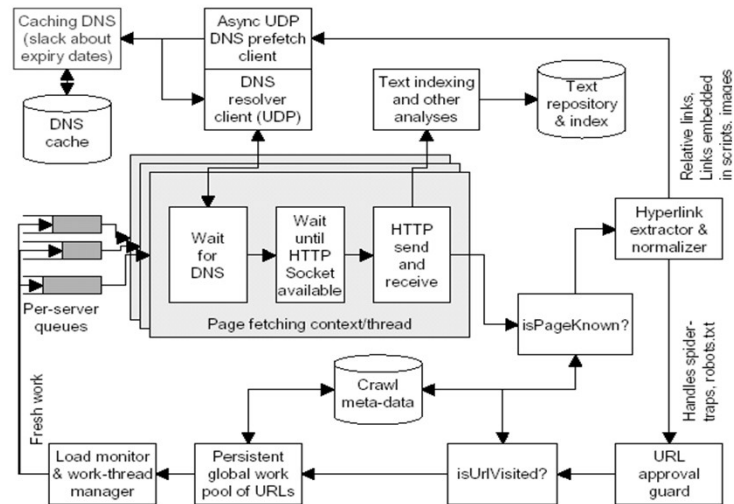 Caching DNS
(slack about
expiry dates)
Async UDP
DNS prefetch
client
DNS
resolver
client (UDP)
DNS
cache
Text indexing
and other
analyses
Text
repository
& index
Relative links,
Links embedded
in scripts, images
Hyperlink
extractor &
normalizer
Wait
for
DNS
Wait
until
HTTP
Socket
available
HTTP
send
and
receive
Page fetching context/thread
Per-server
queues
isPageKnown?
Handles spider-
traps, robots.txt
Fresh work
Crawl
meta-data
Load monitor
& work-thread
manager
Persistent
global work
pool of URLs
isUrlVisited?
URL
approval
guard